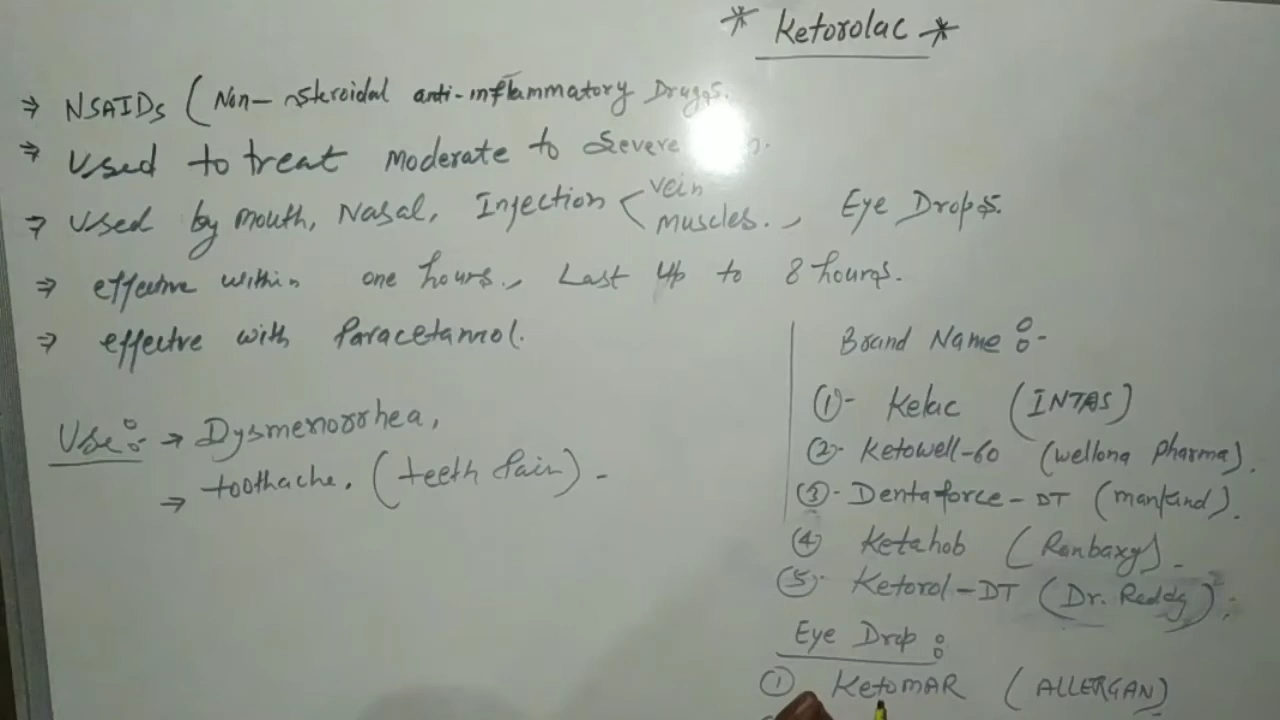 * Ketorolac *
⇒ NSAIDs (Non-steroidal anti-inflammatory Drugs.
⇒ Used to treat moderate to severe
⇒ Used by mouth, Nasal, Injection < vein muscles. , Eye Drops.
⇒ effective within one hours., Last up to 8 hours.
⇒ effective with Paracetamol.
Use: → Dysmenorrhea,
→ toothache, (teeth Pain) -
Brand Name :-
(1)- Kelac (INTAS)
(2)- Ketowell-60 (wellona Pharma).
(3)- Dentaforce-DT (mankind).
(4) Ketahob (Ranbaxy).
(5)- Ketorol-DT (Dr. Reddy).
Eye Drop :
(1) KetoMAR (ALLERGAN)